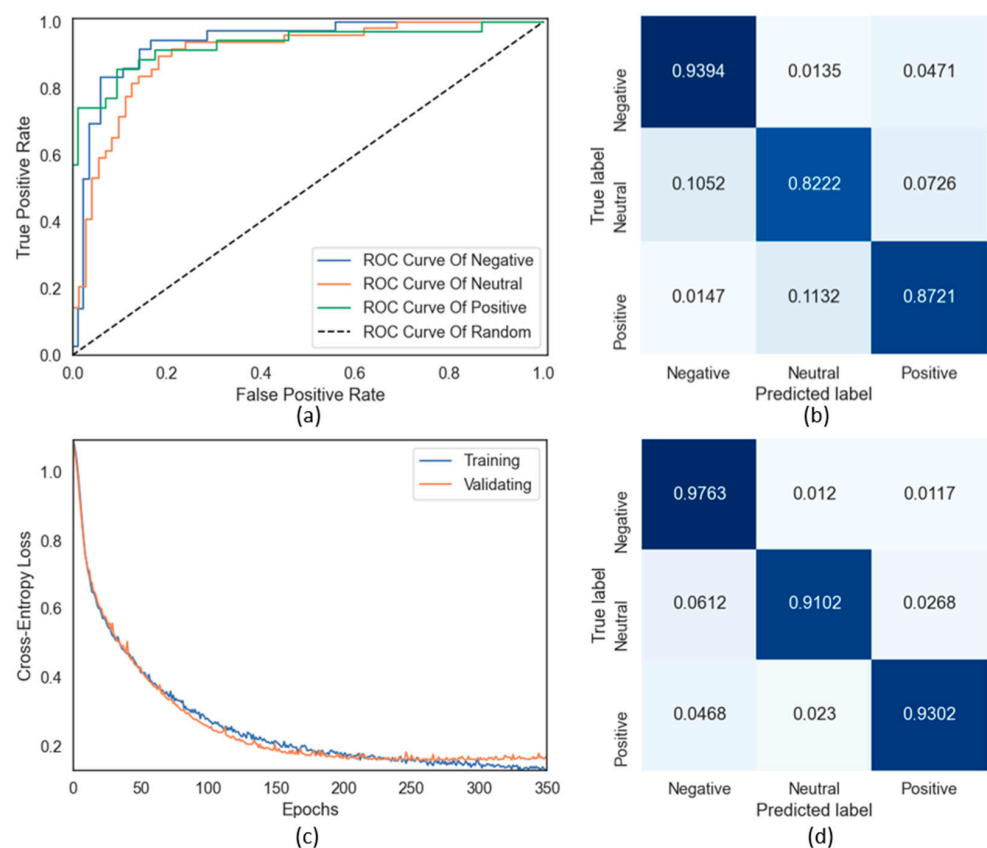 1.0
0.8
0.6
0.4
0.2
0.0
True Positive Rate
ROC Curve Of Negative
ROC Curve Of Neutral
ROC Curve Of Positive
ROC Curve Of Random
0.0 0.2 0.4 0.6 0.8 1.0
False Positive Rate
(a)
True label
Negative
Neutral
Positive
0.9394 0.0135 0.0471
0.1052 0.8222 0.0726
0.0147 0.1132 0.8721
Negative Neutral Positive
Predicted label
(b)
1.0
0.8
0.6
0.4
0.2
Cross-Entropy Loss
Training
Validating
0 50 100 150 200 250 300 350
Epochs
(c)
True label
Negative
Neutral
Positive
0.9763 0.012 0.0117
0.0612 0.9102 0.0268
0.0468 0.023 0.9302
Negative Neutral Positive
Predicted label
(d)